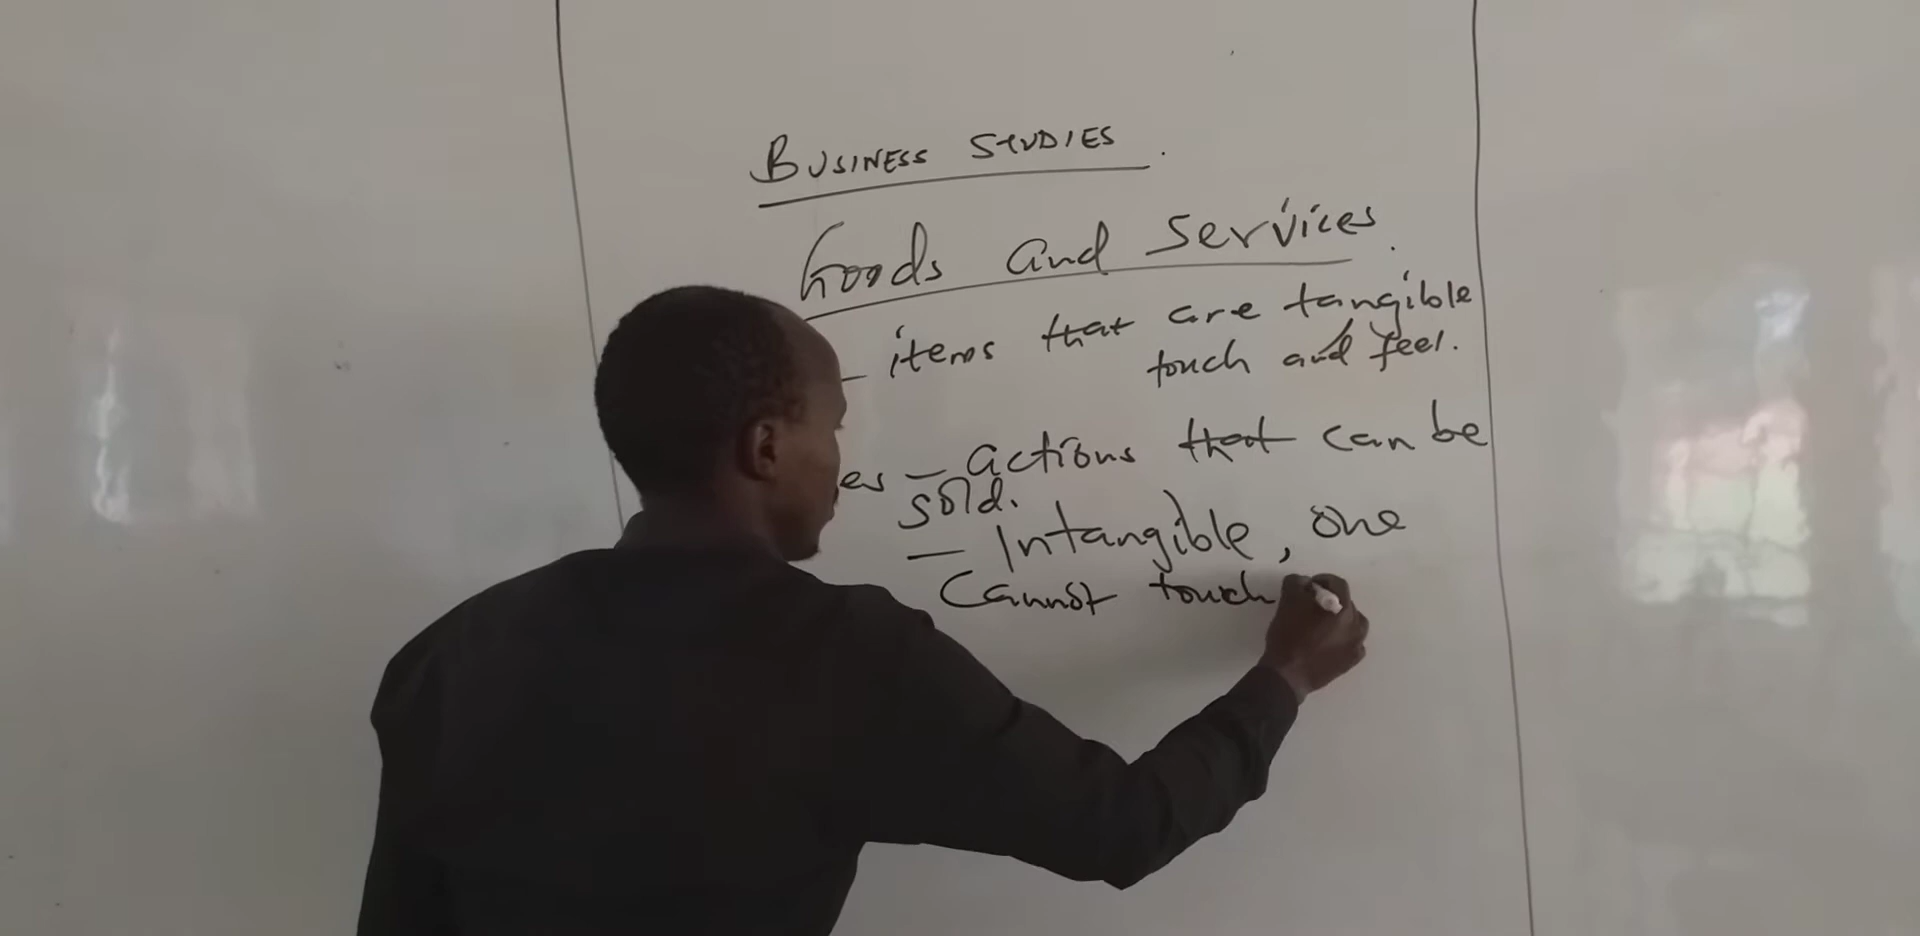 BUSINESS STUDIES.
Goods and services.
– items that are tangible
touch and feel.
es – actions that can be
sold.
– Intangible, one
Cannot touch